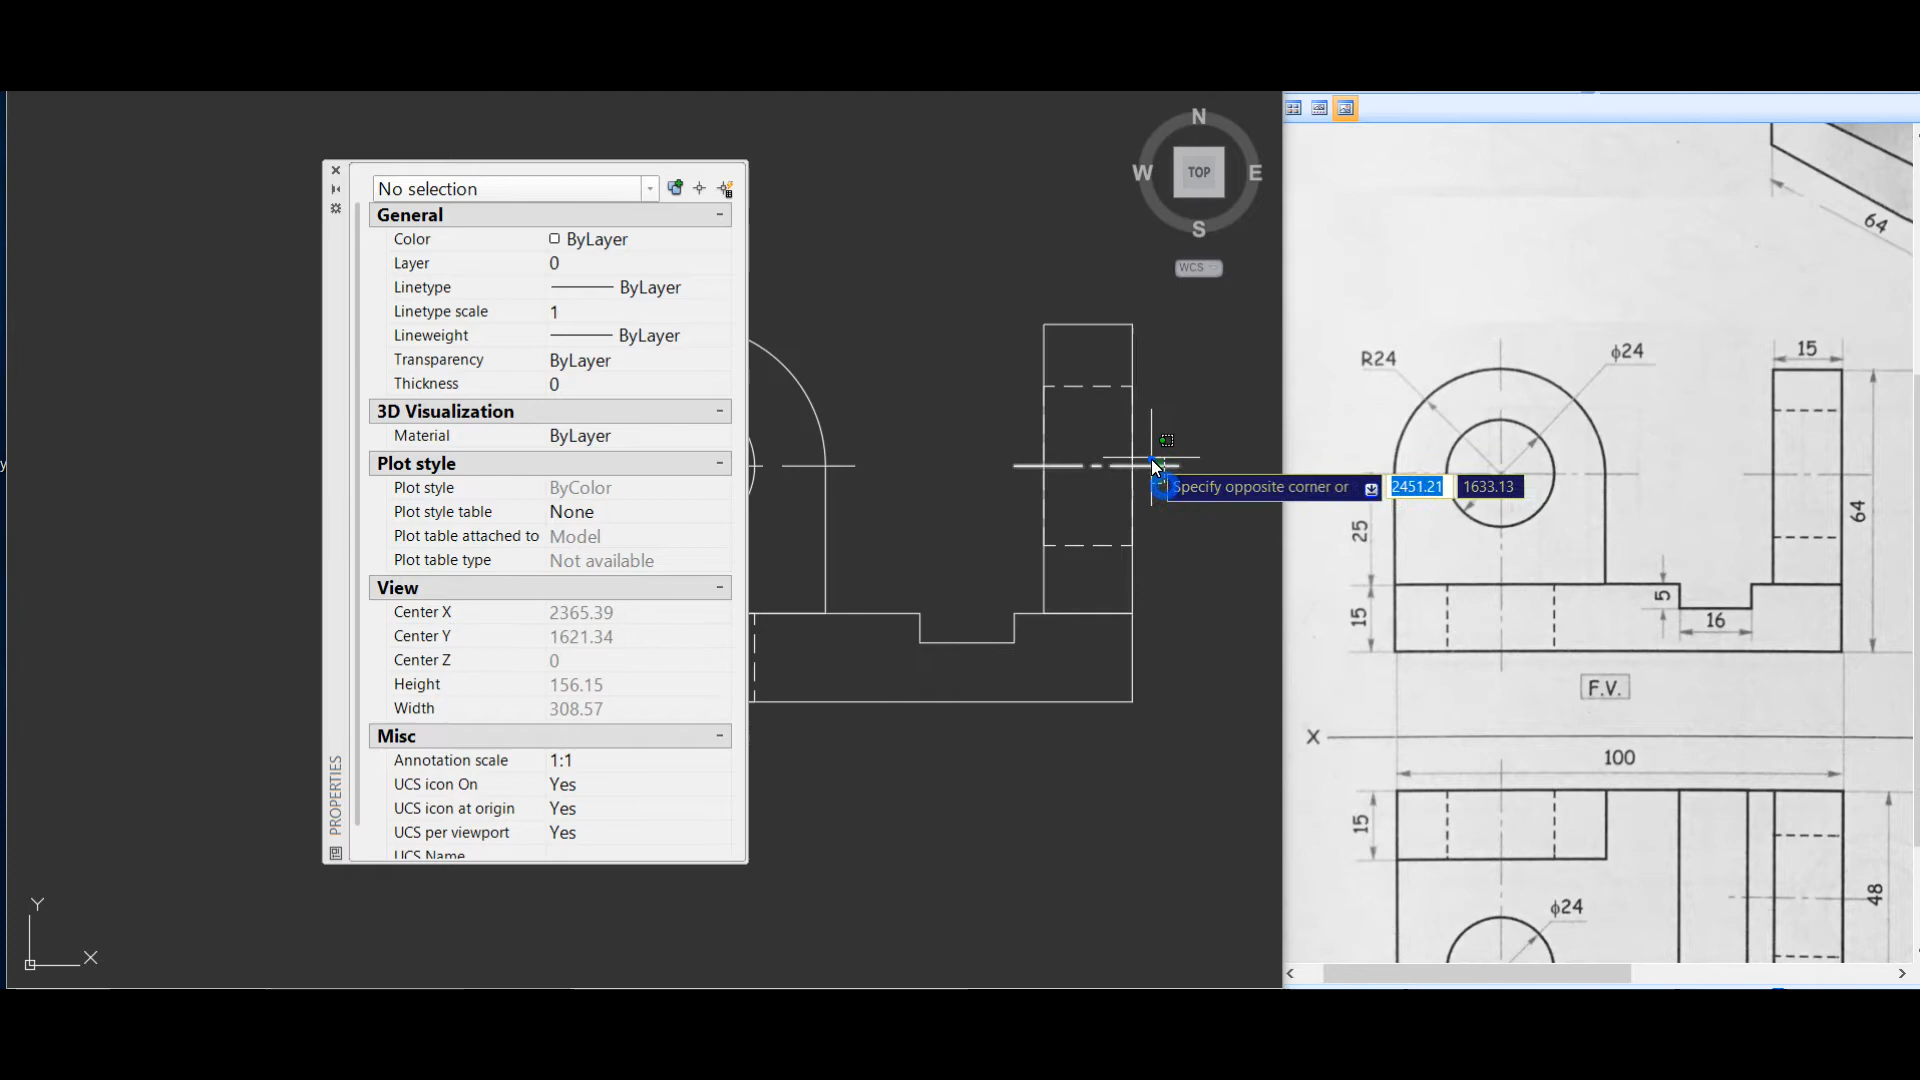 No selection
General
Color ByLayer
Layer 0
Linetype ByLayer
Linetype scale 1
Lineweight ByLayer
Transparency ByLayer
Thickness 0
3D Visualization
Material ByLayer
Plot style
Plot style ByColor
Plot style table None
Plot table attached to Model
Plot table type Not available
View
Center X 2365.39
Center Y 1621.34
Center Z 0
Height 156.15
Width 308.57
Misc
Annotation scale 1:1
UCS icon On Yes
UCS icon at origin Yes
UCS per viewport Yes
UCS Name
PROPERTIES
Y
X
N
W TOP E
S
WCS
Specify opposite corner or 2451.21 1633.13
64
R24 ϕ24 15
25
64
15
5
16
F.V.
X
100
15
48
ϕ24